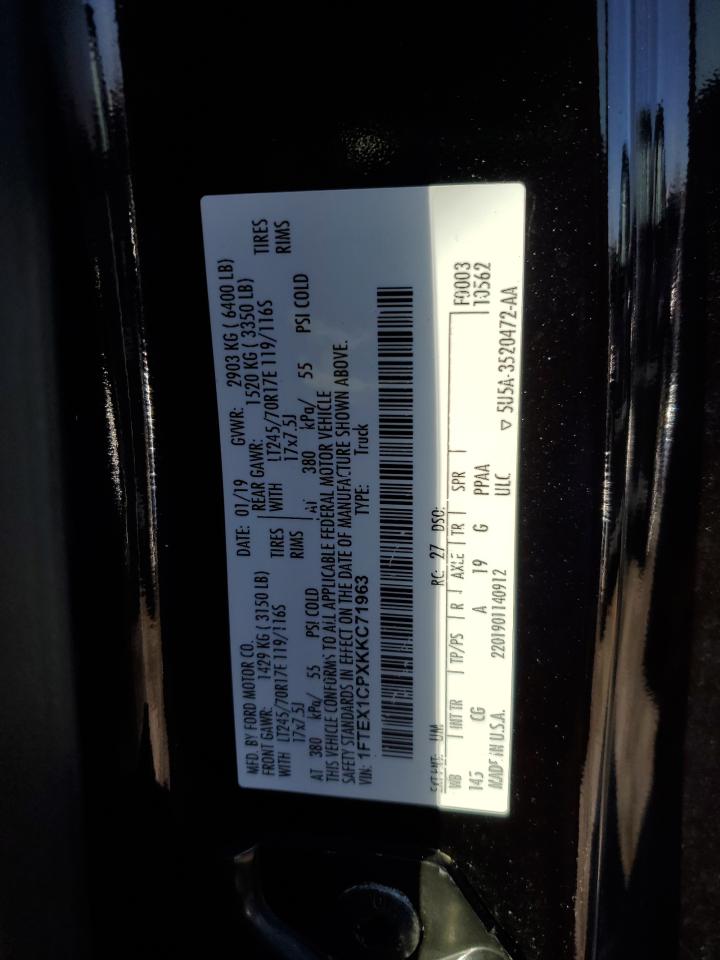 MFD. BY FORD MOTOR CO. DATE: 01/19 GVWR: 2903 KG ( 6400 LB)
FRONT GAWR: 1429 KG ( 3150 LB) REAR GAWR: 1520 KG ( 3350 LB)
WITH LT245/70R17E 119/116S TIRES WITH LT245/70R17E 119/116S TIRES
17x7.5J RIMS 17x7.5J RIMS
AT 380 kPa/ 55 PSI COLD AT 380 kPa/ 55 PSI COLD
THIS VEHICLE CONFORMS TO ALL APPLICABLE FEDERAL MOTOR VEHICLE
SAFETY STANDARDS IN EFFECT ON THE DATE OF MANUFACTURE SHOWN ABOVE.
VIN: 1FTEX1CPXKKC71963 TYPE: Truck
F0003
EXT PNT: UM RC: 27 DSO: 10562
WB INT TR TP/PS R AXLE TR SPR
145 CG A 19 G PPAA
MADE IN U.S.A. 2201901140912 ULC ▽ 5U5A-3520472-AA